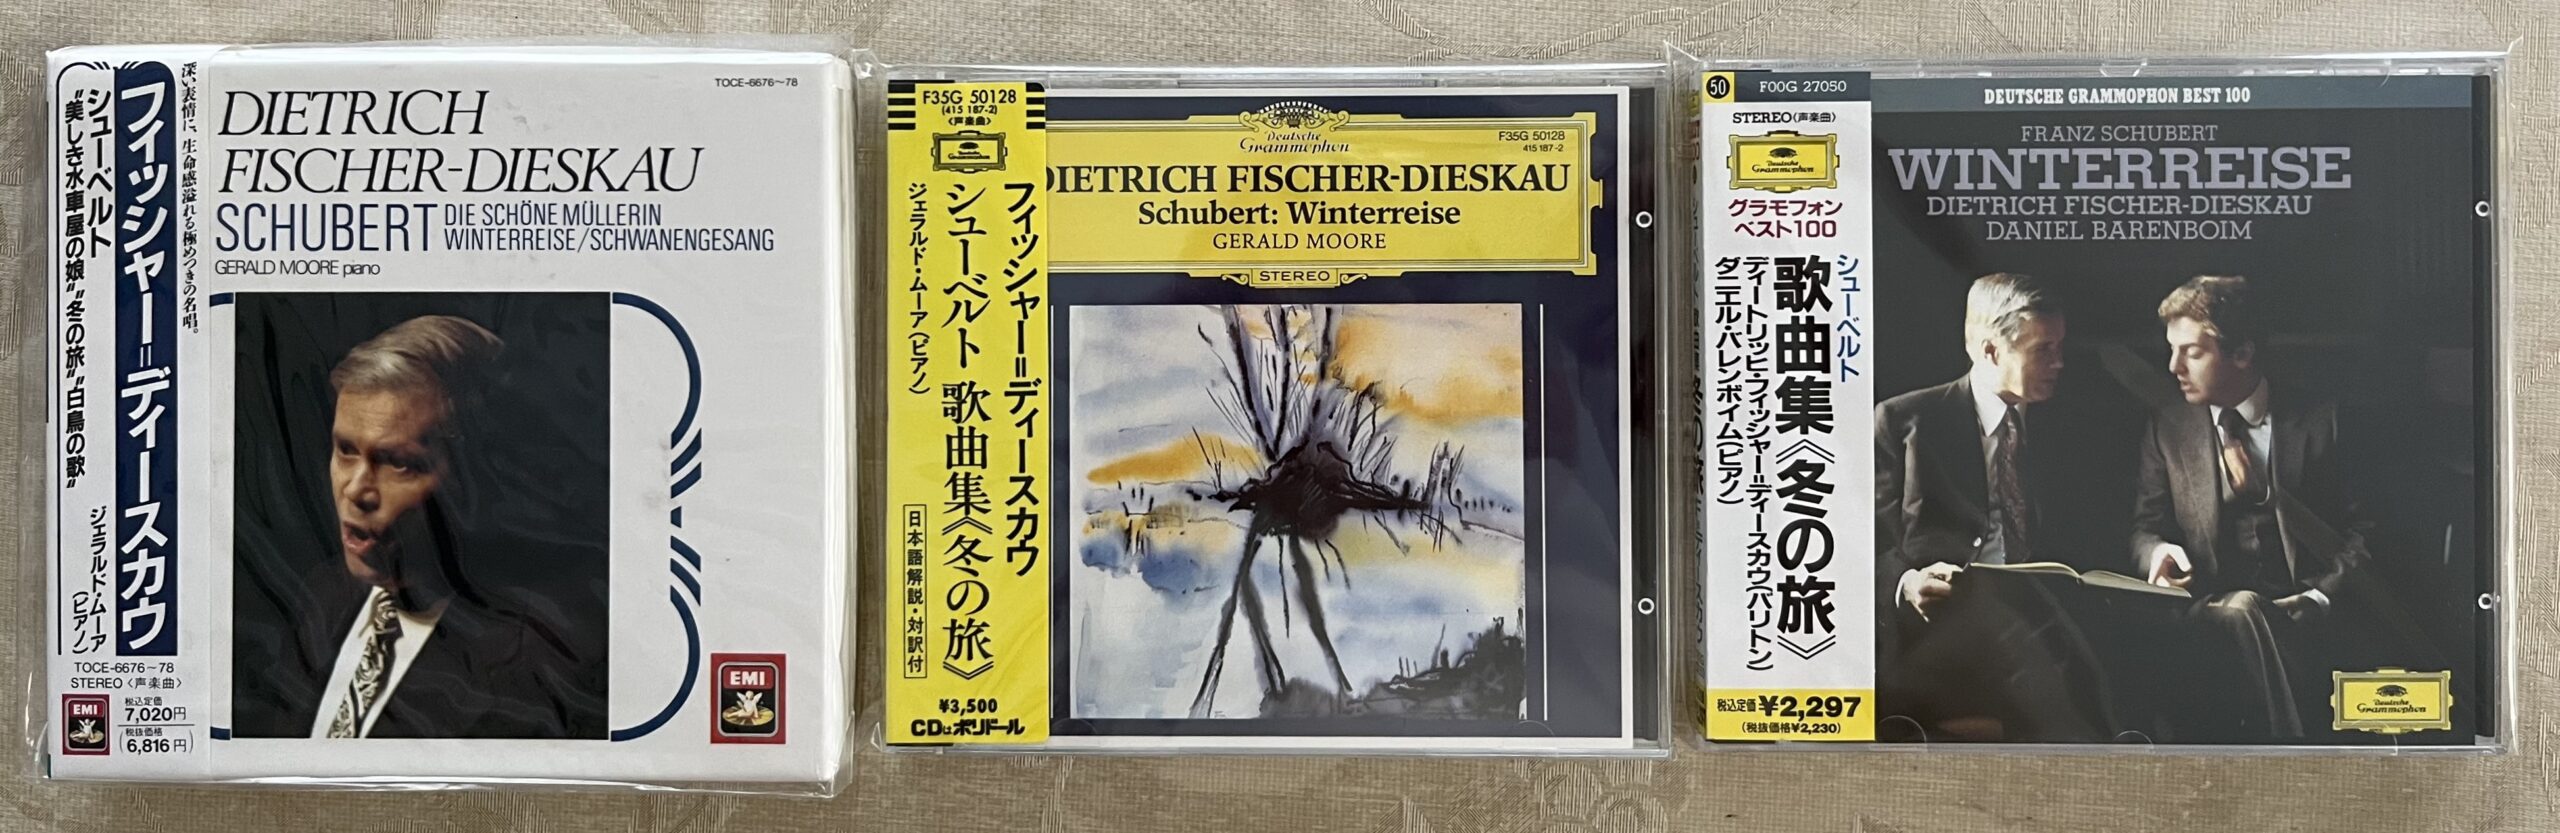 フィッシャー=ディースカウ
深い表情に、生命感溢れる極めつきの名唱。
シューベルト
"美しき水車屋の娘" "冬の旅" "白鳥の歌"
ジェラルド・ムーア
(ピアノ)
TOCE-6676~78
STEREO〈声楽曲〉
EMI
税込定価
7,020円
税抜価格
(6,816円)
TOCE-6676~78
DIETRICH
FISCHER-DIESKAU
SCHUBERT
DIE SCHÖNE MÜLLERIN
WINTERREISE/SCHWANENGESANG
GERALD MOORE piano
EMI
F35G 50128
(415 187-2)
〈声楽曲〉
フィッシャー=ディースカウ
シューベルト 歌曲集《冬の旅》
ジェラルド・ムーア(ピアノ)
日本語解説・対訳付
¥3,500
CDはポリドール
Deutsche
Grammophon
F35G 50128
415 187-2
DIETRICH FISCHER-DIESKAU
Schubert: Winterreise
GERALD MOORE
STEREO
50
F00G 27050
STEREO〈声楽曲〉
Deutsche
Grammophon
グラモフォン
ベスト100
シューベルト
歌曲集《冬の旅》
ディートリッヒ・フィッシャー=ディースカウ(バリトン)
ダニエル・バレンボイム(ピアノ)
税込定価¥2,297
(税抜価格¥2,230)
DEUTSCHE GRAMMOPHON BEST 100
FRANZ SCHUBERT
WINTERREISE
DIETRICH FISCHER-DIESKAU
DANIEL BARENBOIM
Deutsche
Grammophon